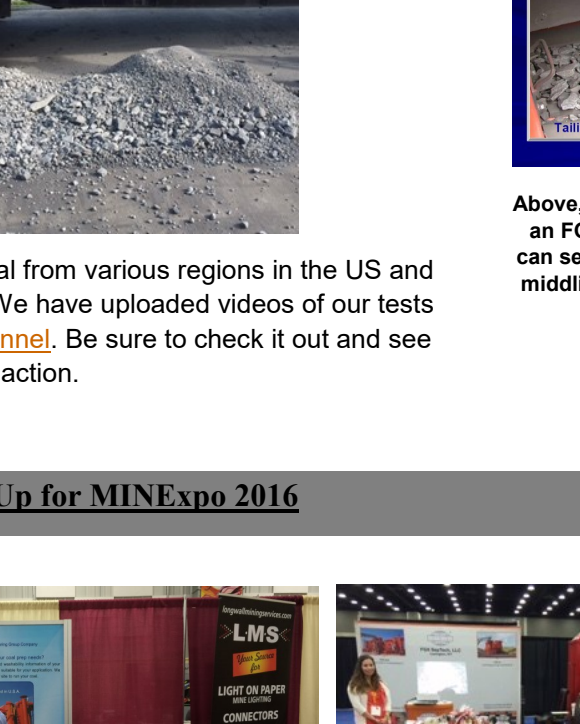 Taili
Above,
an FO
can se
middli
al from various regions in the US and
We have uploaded videos of our tests
nnel. Be sure to check it out and see
action.
Up for MINExpo 2016
longwallminingservices.com
>L·M·S<
Your Source
for
LIGHT ON PAPER
MINE LIGHTING
CONNECTORS